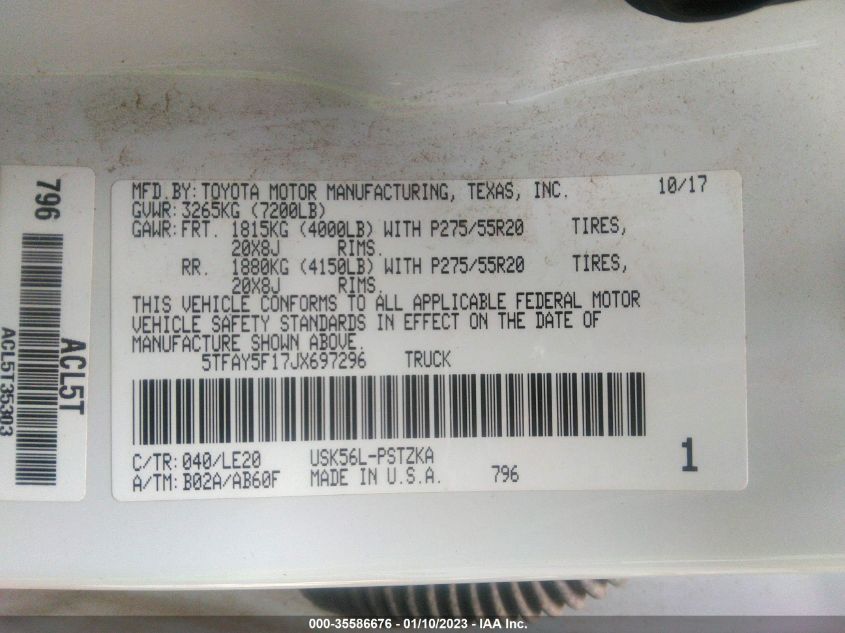 796
ACL5T
ACL5T35303
MFD.BY: TOYOTA MOTOR MANUFACTURING, TEXAS, INC. 10/17
GVWR: 3265KG (7200LB)
GAWR: FRT. 1815KG (4000LB) WITH P275/55R20 TIRES,
20X8J RIMS.
RR. 1880KG (4150LB) WITH P275/55R20 TIRES,
20X8J RIMS.
THIS VEHICLE CONFORMS TO ALL APPLICABLE FEDERAL MOTOR
VEHICLE SAFETY STANDARDS IN EFFECT ON THE DATE OF
MANUFACTURE SHOWN ABOVE.
5TFAY5F17JX697296 TRUCK
C/TR: 040/LE20 USK56L-PSTZKA
A/TM: B02A/AB60F MADE IN U.S.A. 796
1
000-35586676 - 01/10/2023 - IAA Inc.